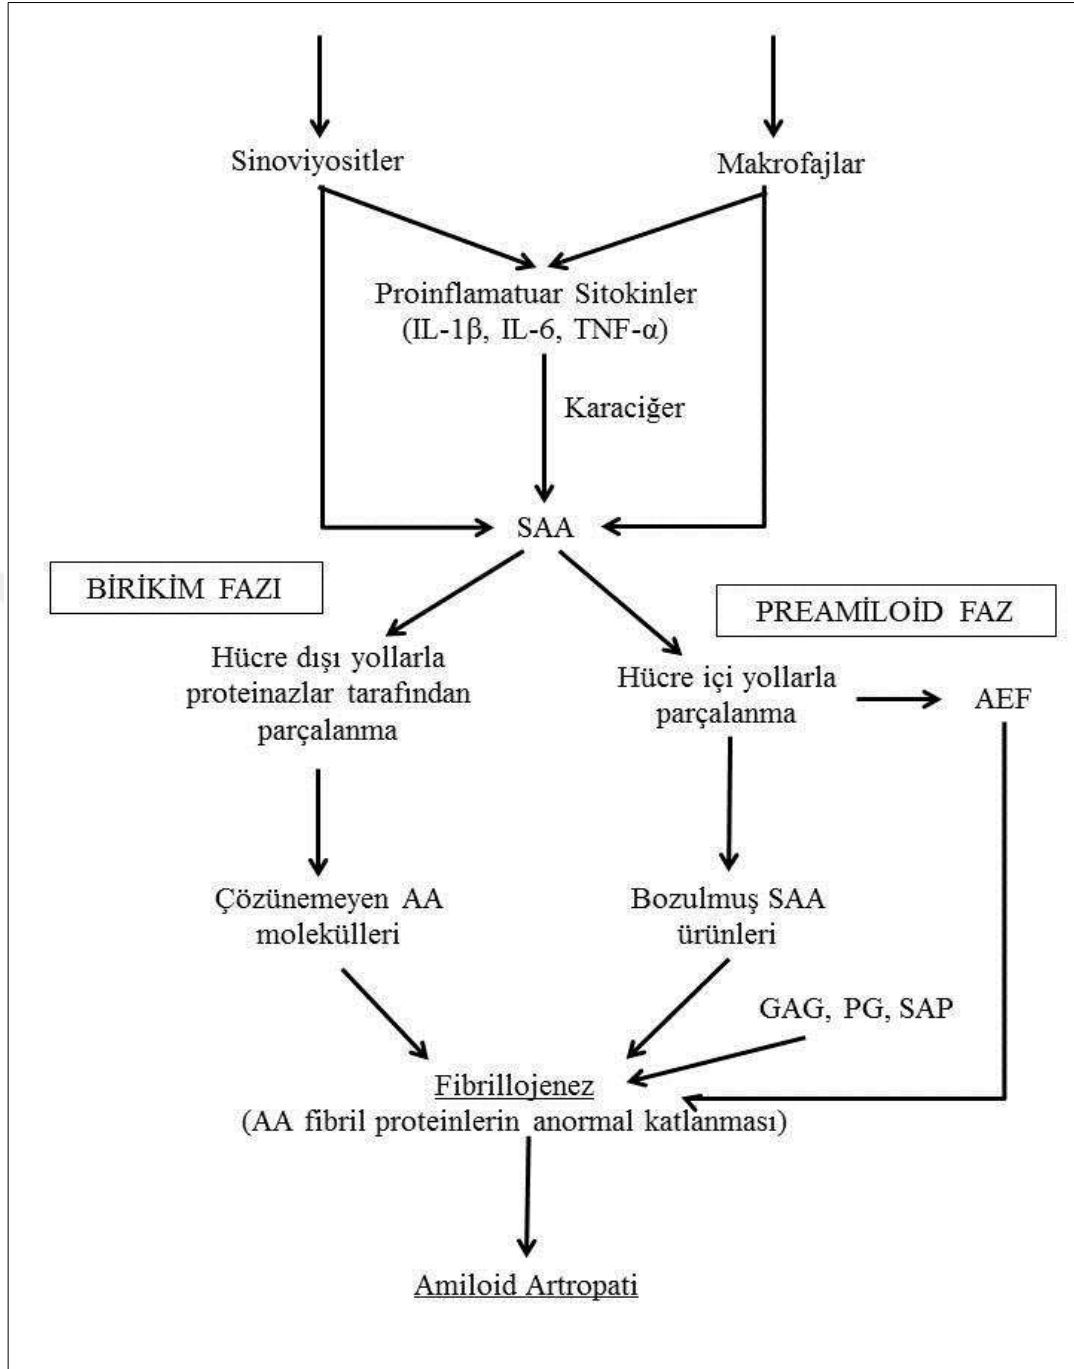 Sinoviyositler
Makrofajlar
Proinflamatuar Sitokinler
(IL-1β, IL-6, TNF-α)
Karaciğer
SAA
BİRİKİM FAZI
PREAMİLOİD FAZ
Hücre dışı yollarla
proteinazlar tarafından
parçalanma
Hücre içi yollarla
parçalanma
AEF
Çözünemeyen AA
molekülleri
Bozulmuş SAA
ürünleri
GAG, PG, SAP
Fibrillojenez
(AA fibril proteinlerin anormal katlanması)
Amiloid Artropati